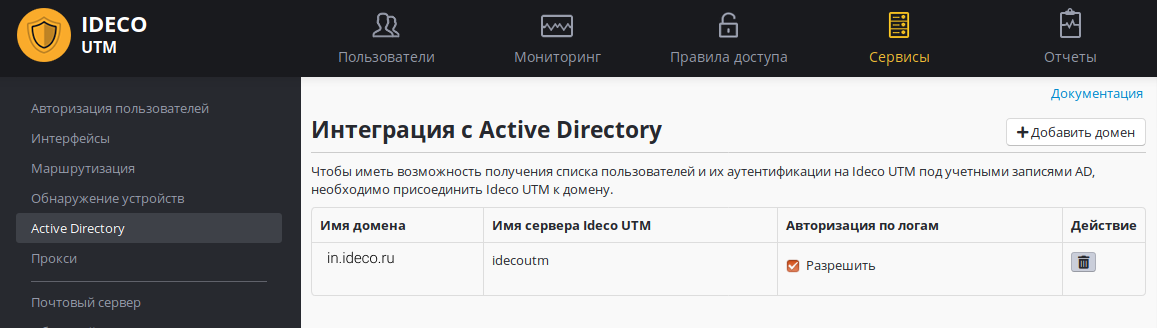 IDECO
UTM
Пользователи
Мониторинг
Правила доступа
Сервисы
Отчеты
Авторизация пользователей
Интерфейсы
Маршрутизация
Обнаружение устройств
Active Directory
Прокси
Почтовый сервер
Документация
Интеграция с Active Directory
Добавить домен
Чтобы иметь возможность получения списка пользователей и их аутентификации на Ideco UTM под учетными записями AD,
необходимо присоединить Ideco UTM к домену.
Имя домена Имя сервера Ideco UTM Авторизация по логам Действие
in.ideco.ru idecoutm Разрешить